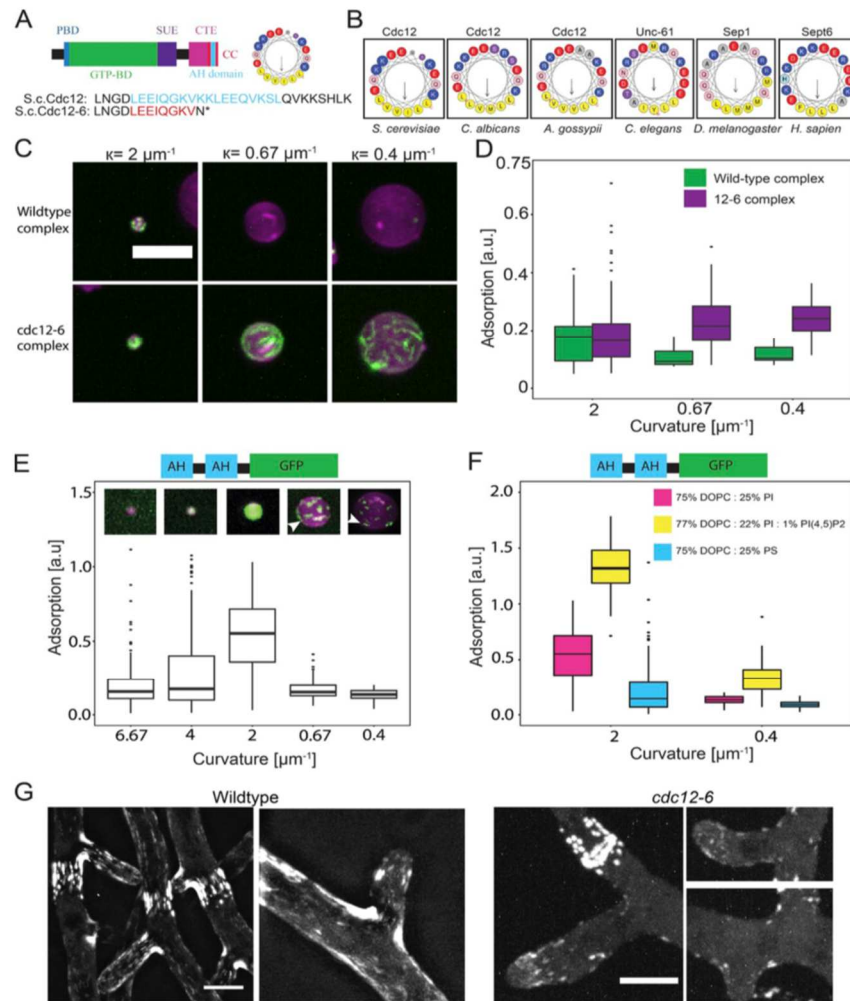 A
PBD
SUE
CTE
CC
GTP-BD
AH domain
S.c.Cdc12: LNGDLEEIQGKVKKLEEQVKSLQVKKSHLK
S.c.Cdc12-6: LNGDLEEIQGKVN*
B
Cdc12 Cdc12 Cdc12 Unc-61 Sep1 Sept6
S. cerevisiae C. albicans A. gossypii C. elegans D. melanogaster H. sapien
C
κ= 2 μm⁻¹ κ= 0.67 μm⁻¹ κ= 0.4 μm⁻¹
Wildtype
complex
cdc12-6
complex
D
0.75
0.6
0.4
0.2
0
Adsorption [a.u.]
Wild-type complex
12-6 complex
2 0.67 0.4
Curvature [μm⁻¹]
E
AH AH GFP
1.5
1.0
0.5
0.0
Adsorption [a.u]
6.67 4 2 0.67 0.4
Curvature [μm⁻¹]
F
AH AH GFP
2.0
1.5
1.0
0.5
0.0
Adsorption [a.u.]
75% DOPC : 25% PI
77% DOPC : 22% PI : 1% PI(4,5)P2
75% DOPC : 25% PS
2 0.4
Curvature [μm⁻¹]
G
Wildtype
cdc12-6